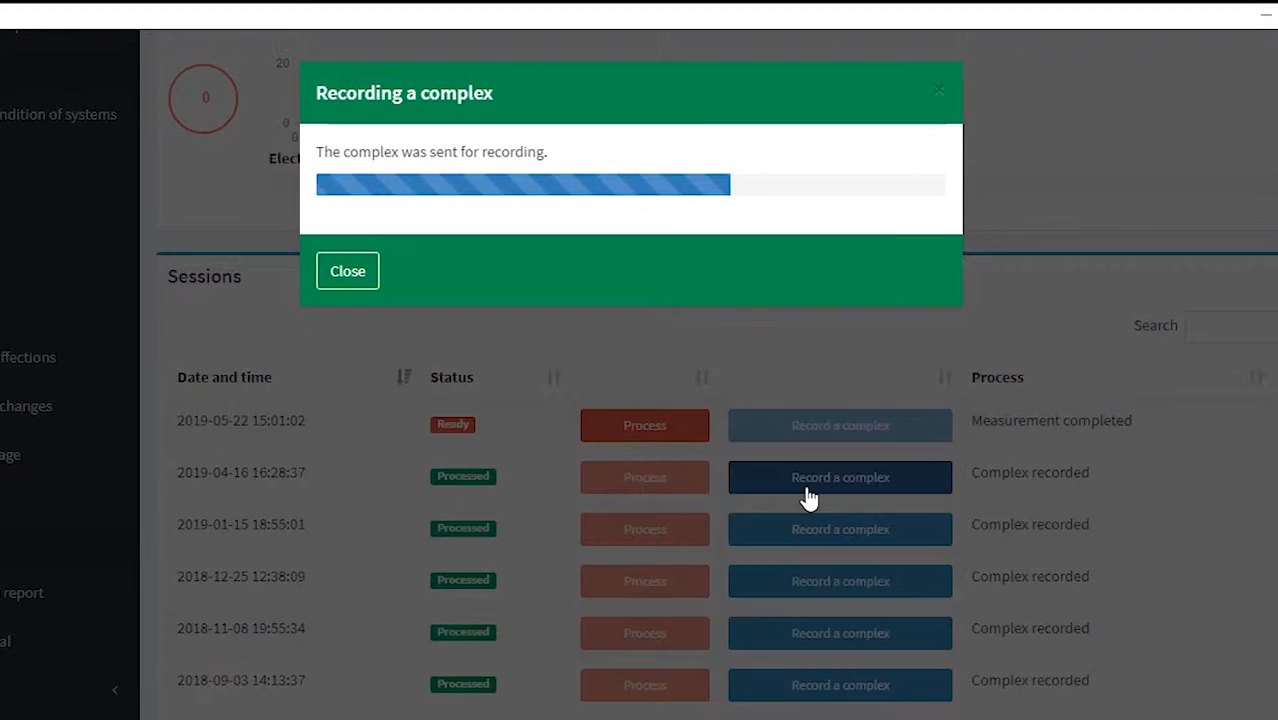 20
0
ndition of systems
0
0
Elect
Recording a complex
×
The complex was sent for recording.
Close
Sessions
Search
ffections
changes
age
report
al
Date and time Status Process
2019-05-22 15:01:02 Ready Process Record a complex Measurement completed
2019-04-16 16:28:37 Processed Process Record a complex Complex recorded
2019-01-15 18:55:01 Processed Process Record a complex Complex recorded
2018-12-25 12:38:09 Processed Process Record a complex Complex recorded
2018-11-08 19:55:34 Processed Process Record a complex Complex recorded
2018-09-03 14:13:37 Processed Process Record a complex Complex recorded